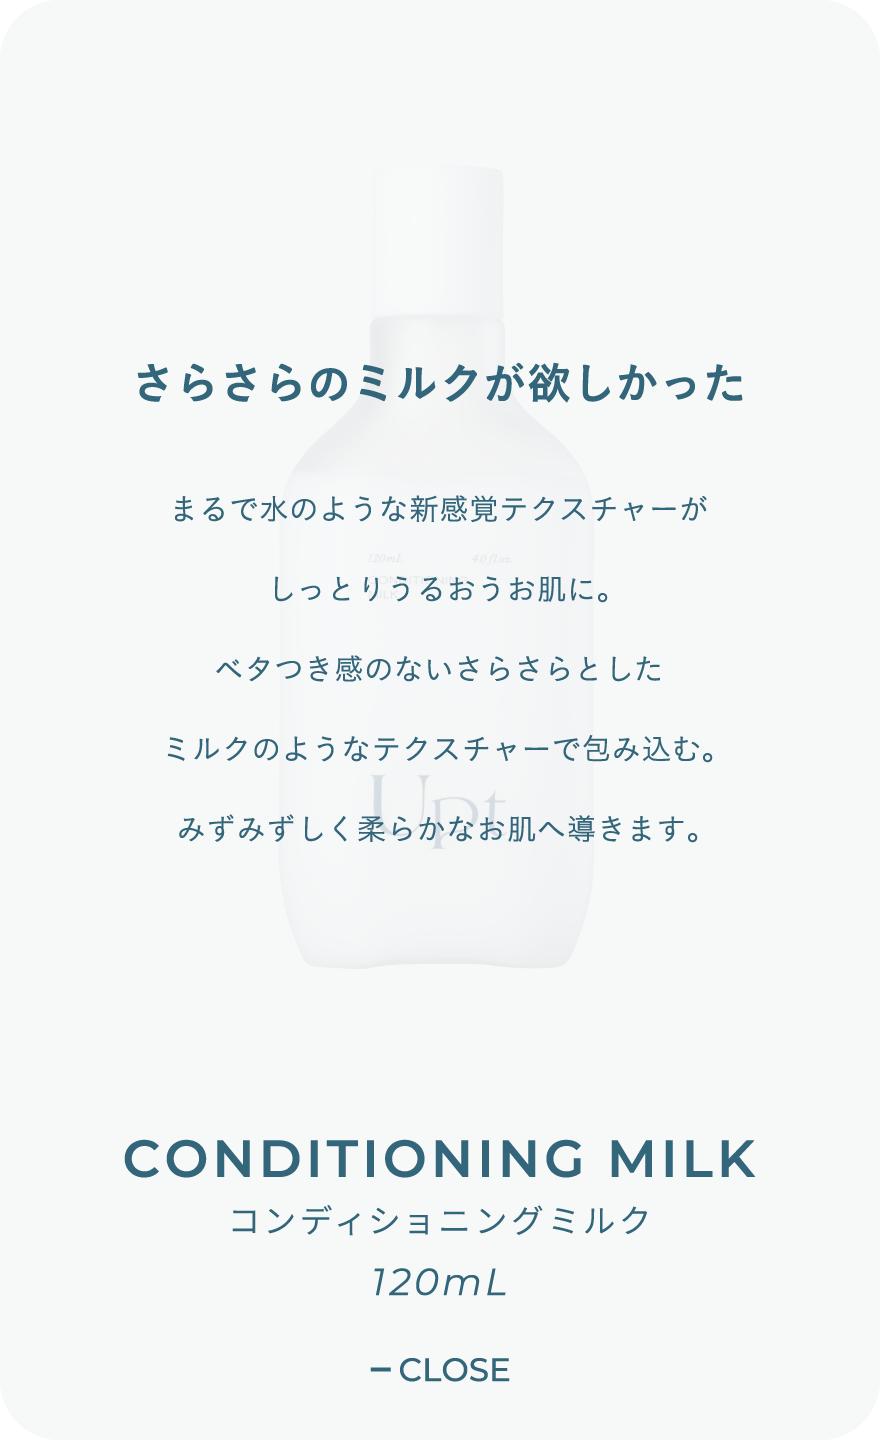 さらさらのミルクが欲しかった
まるで水のような新感覚テクスチャーが
120mL 4.0 fl.oz.
CONDITIONING
MILK
しっとりうるおうお肌に。
ベタつき感のないさらさらとした
ミルクのようなテクスチャーで包み込む。
Upt
みずみずしく柔らかなお肌へ導きます。
CONDITIONING MILK
コンディショニングミルク
120mL
− CLOSE